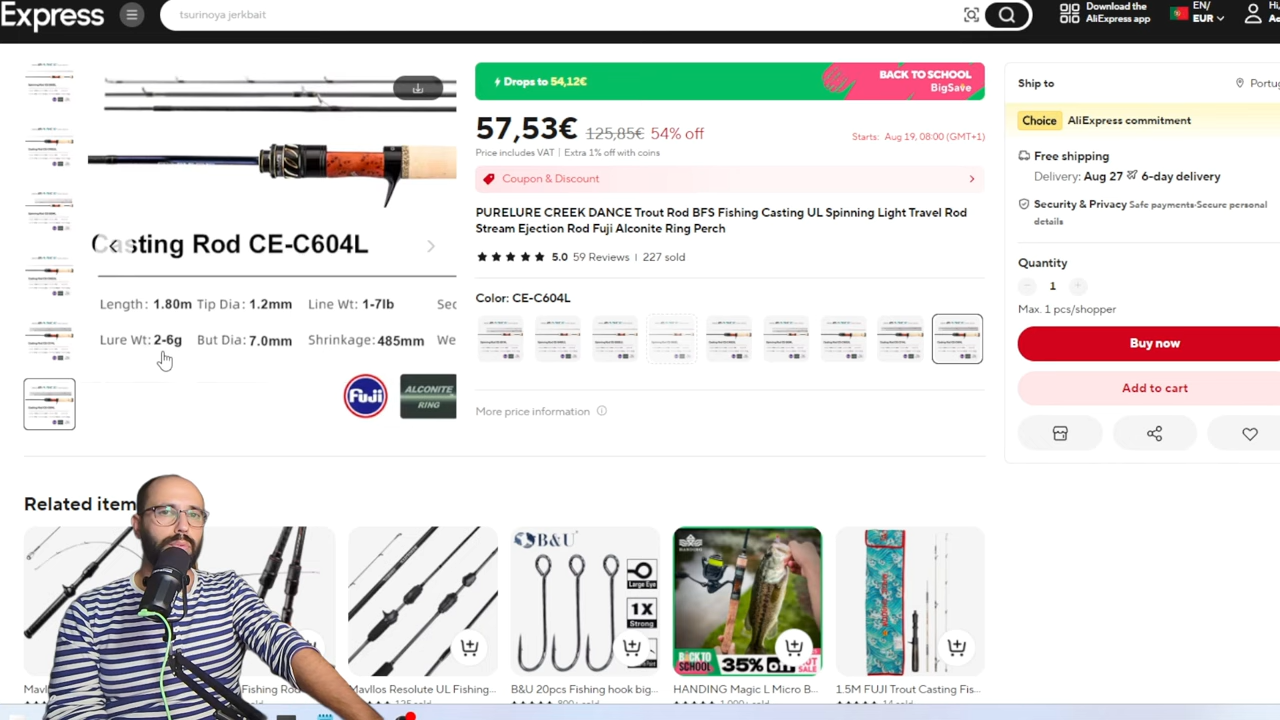 Express
tsurinoya jerkbait
Download the
AliExpress app
EN/
EUR
Drops to 54,12€
BACK TO SCHOOL
BigSave
57,53€ 125,85€ 54% off
Starts: Aug 19, 08:00 (GMT+1)
Price includes VAT | Extra 1% off with coins
Coupon & Discount
PURELURE CREEK DANCE Trout Rod BFS Fishing Casting UL Spinning Light Travel Rod
Stream Ejection Rod Fuji Alconite Ring Perch
5.0 59 Reviews | 227 sold
Color: CE-C604L
More price information
Casting Rod CE-C604L
Length: 1.80m Tip Dia: 1.2mm Line Wt: 1-7lb
Lure Wt: 2-6g But Dia: 7.0mm Shrinkage: 485mm
Fuji
ALCONITE
RING
Ship to
Choice AliExpress commitment
Free shipping
Delivery: Aug 27 6-day delivery
Security & Privacy Safe payments·Secure personal
details
Quantity
1
Max. 1 pcs/shopper
Buy now
Add to cart
Related item
B&U
Large Eye
1X
Strong
HANDING
BACK TO
SCHOOL
35% off
Mavllos Resolute UL Fishing...
B&U 20pcs Fishing hook big...
HANDING Magic L Micro B...
1.5M FUJI Trout Casting Fis...